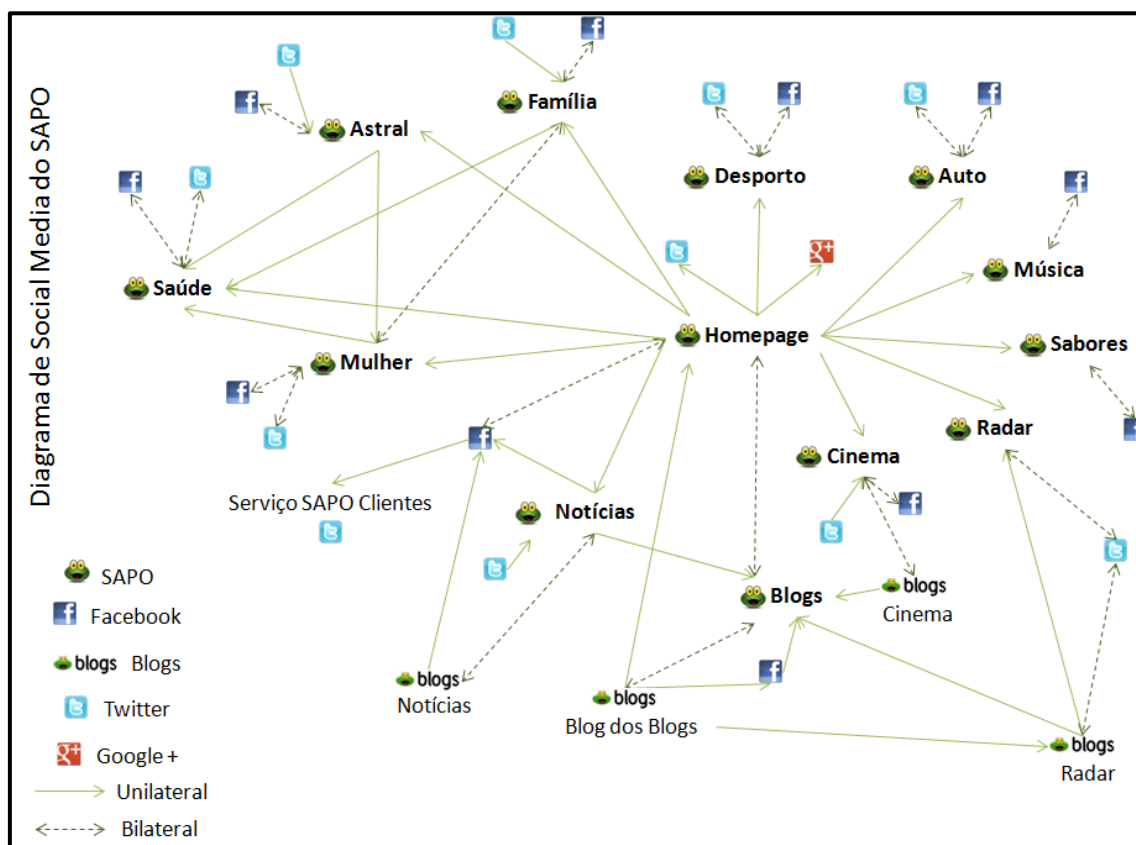 Diagrama de Social Media do SAPO
Família
Astral
Desporto
Auto
Saúde
Música
Homepage
Sabores
Mulher
Radar
Cinema
Serviço SAPO Clientes
Notícias
Blogs
blogs
Cinema
blogs
Notícias
blogs
Blog dos Blogs
blogs
Radar
SAPO
Facebook
blogs Blogs
Twitter
Google +
Unilateral
Bilateral